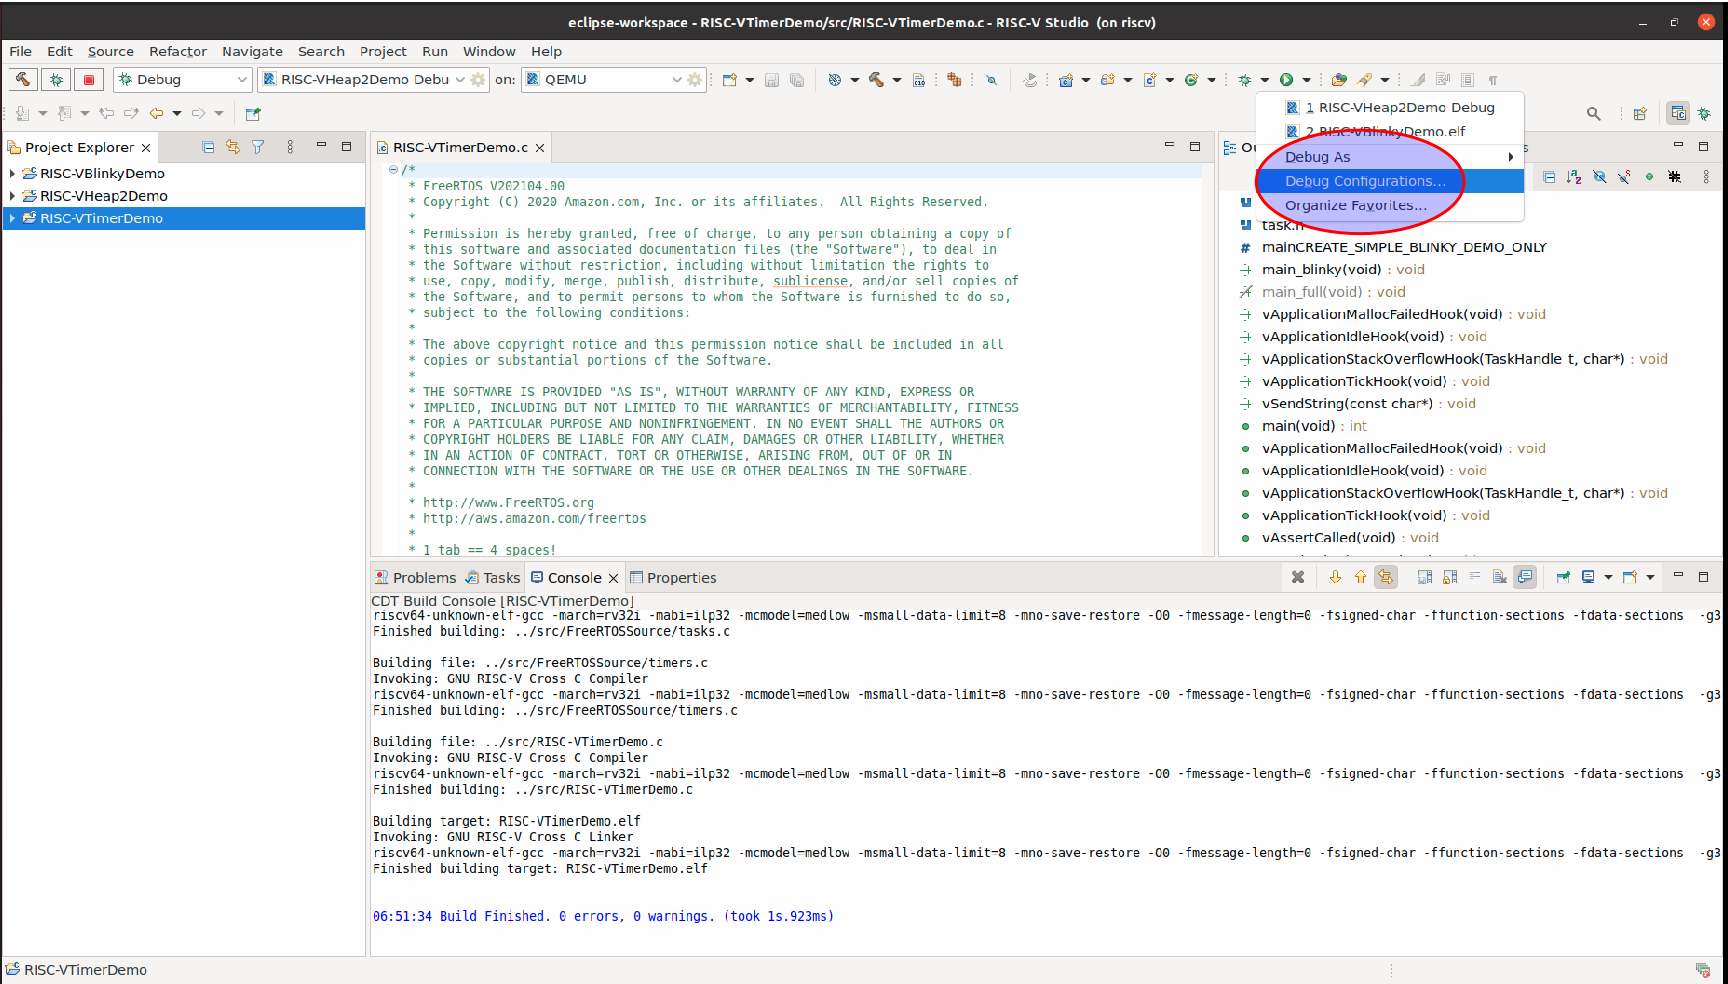 eclipse-workspace - RISC-VTimerDemo/src/RISC-VTimerDemo.c - RISC-V Studio (on riscv)
File Edit Source Refactor Navigate Search Project Run Window Help
Debug RISC-VHeap2Demo Debu on: QEMU
1 RISC-VHeap2Demo Debug
2 RISC-VBlinkyDemo.elf
Debug As
Debug Configurations...
Organize Favorites...
Project Explorer
RISC-VBlinkyDemo
RISC-VHeap2Demo
RISC-VTimerDemo
RISC-VTimerDemo.c
/*
* FreeRTOS V202104.00
* Copyright (C) 2020 Amazon.com, Inc. or its affiliates.  All Rights Reserved.
*
* Permission is hereby granted, free of charge, to any person obtaining a copy of
* this software and associated documentation files (the "Software"), to deal in
* the Software without restriction, including without limitation the rights to
* use, copy, modify, merge, publish, distribute, sublicense, and/or sell copies of
* the Software, and to permit persons to whom the Software is furnished to do so,
* subject to the following conditions:
*
* The above copyright notice and this permission notice shall be included in all
* copies or substantial portions of the Software.
*
* THE SOFTWARE IS PROVIDED "AS IS", WITHOUT WARRANTY OF ANY KIND, EXPRESS OR
* IMPLIED, INCLUDING BUT NOT LIMITED TO THE WARRANTIES OF MERCHANTABILITY, FITNESS
* FOR A PARTICULAR PURPOSE AND NONINFRINGEMENT. IN NO EVENT SHALL THE AUTHORS OR
* COPYRIGHT HOLDERS BE LIABLE FOR ANY CLAIM, DAMAGES OR OTHER LIABILITY, WHETHER
* IN AN ACTION OF CONTRACT, TORT OR OTHERWISE, ARISING FROM, OUT OF OR IN
* CONNECTION WITH THE SOFTWARE OR THE USE OR OTHER DEALINGS IN THE SOFTWARE.
*
* http://www.FreeRTOS.org
* http://aws.amazon.com/freertos
*
* 1 tab == 4 spaces!
Ou
task.h
mainCREATE_SIMPLE_BLINKY_DEMO_ONLY
main_blinky(void) : void
main_full(void) : void
vApplicationMallocFailedHook(void) : void
vApplicationIdleHook(void) : void
vApplicationStackOverflowHook(TaskHandle_t, char*) : void
vApplicationTickHook(void) : void
vSendString(const char*) : void
main(void) : int
vApplicationMallocFailedHook(void) : void
vApplicationIdleHook(void) : void
vApplicationStackOverflowHook(TaskHandle_t, char*) : void
vApplicationTickHook(void) : void
vAssertCalled(void) : void
Problems Tasks Console Properties
CDT Build Console [RISC-VTimerDemo]
riscv64-unknown-elf-gcc -march=rv32i -mabi=ilp32 -mcmodel=medlow -msmall-data-limit=8 -mno-save-restore -O0 -fmessage-length=0 -fsigned-char -ffunction-sections -fdata-sections  -g3
Finished building: ../src/FreeRTOSSource/tasks.c
Building file: ../src/FreeRTOSSource/timers.c
Invoking: GNU RISC-V Cross C Compiler
riscv64-unknown-elf-gcc -march=rv32i -mabi=ilp32 -mcmodel=medlow -msmall-data-limit=8 -mno-save-restore -O0 -fmessage-length=0 -fsigned-char -ffunction-sections -fdata-sections  -g3
Finished building: ../src/FreeRTOSSource/timers.c
Building file: ../src/RISC-VTimerDemo.c
Invoking: GNU RISC-V Cross C Compiler
riscv64-unknown-elf-gcc -march=rv32i -mabi=ilp32 -mcmodel=medlow -msmall-data-limit=8 -mno-save-restore -O0 -fmessage-length=0 -fsigned-char -ffunction-sections -fdata-sections  -g3
Finished building: ../src/RISC-VTimerDemo.c
Building target: RISC-VTimerDemo.elf
Invoking: GNU RISC-V Cross C Linker
riscv64-unknown-elf-gcc -march=rv32i -mabi=ilp32 -mcmodel=medlow -msmall-data-limit=8 -mno-save-restore -O0 -fmessage-length=0 -fsigned-char -ffunction-sections -fdata-sections  -g3
Finished building target: RISC-VTimerDemo.elf
06:51:34 Build Finished. 0 errors, 0 warnings. (took 1s.923ms)
RISC-VTimerDemo